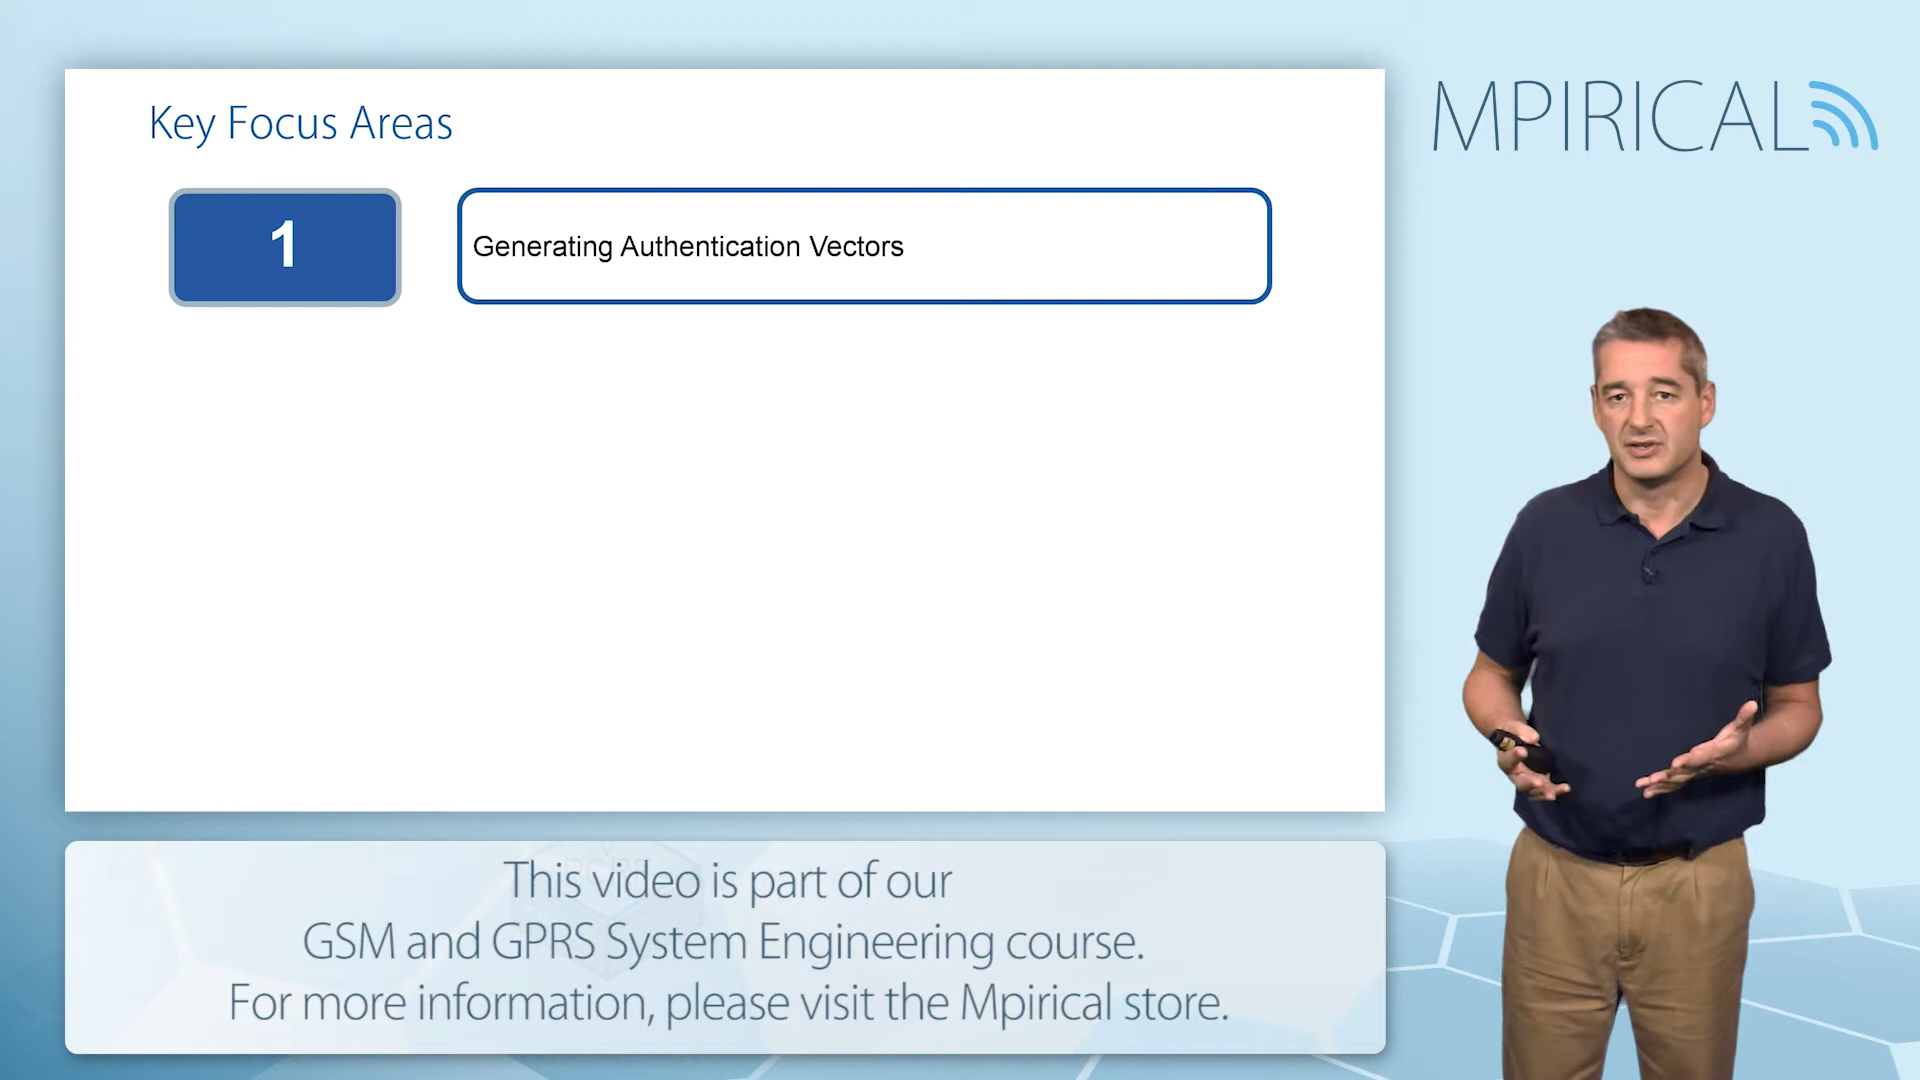 Key Focus Areas
MPIRICAL
1
Generating Authentication Vectors
This video is part of our
GSM and GPRS System Engineering course.
For more information, please visit the Mpirical store.